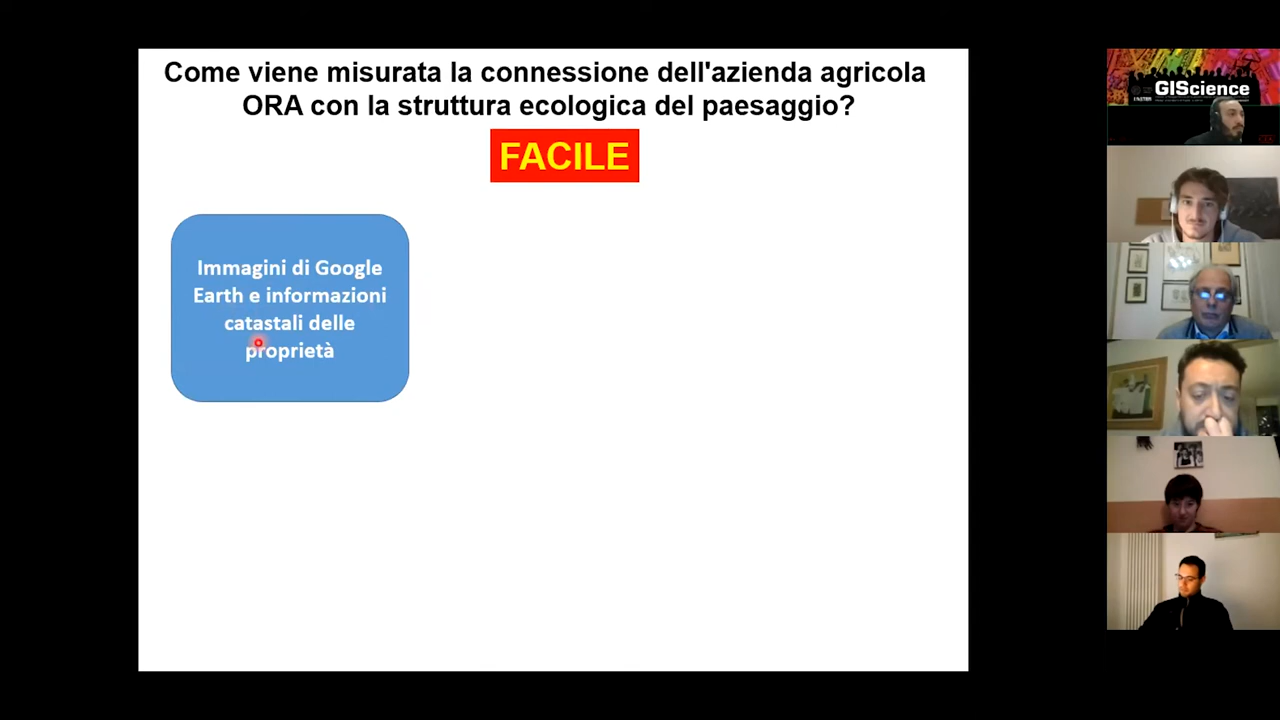 Come viene misurata la connessione dell'azienda agricola
ORA con la struttura ecologica del paesaggio?
FACILE
Immagini di Google
Earth e informazioni
catastali delle
proprietà
GIScience